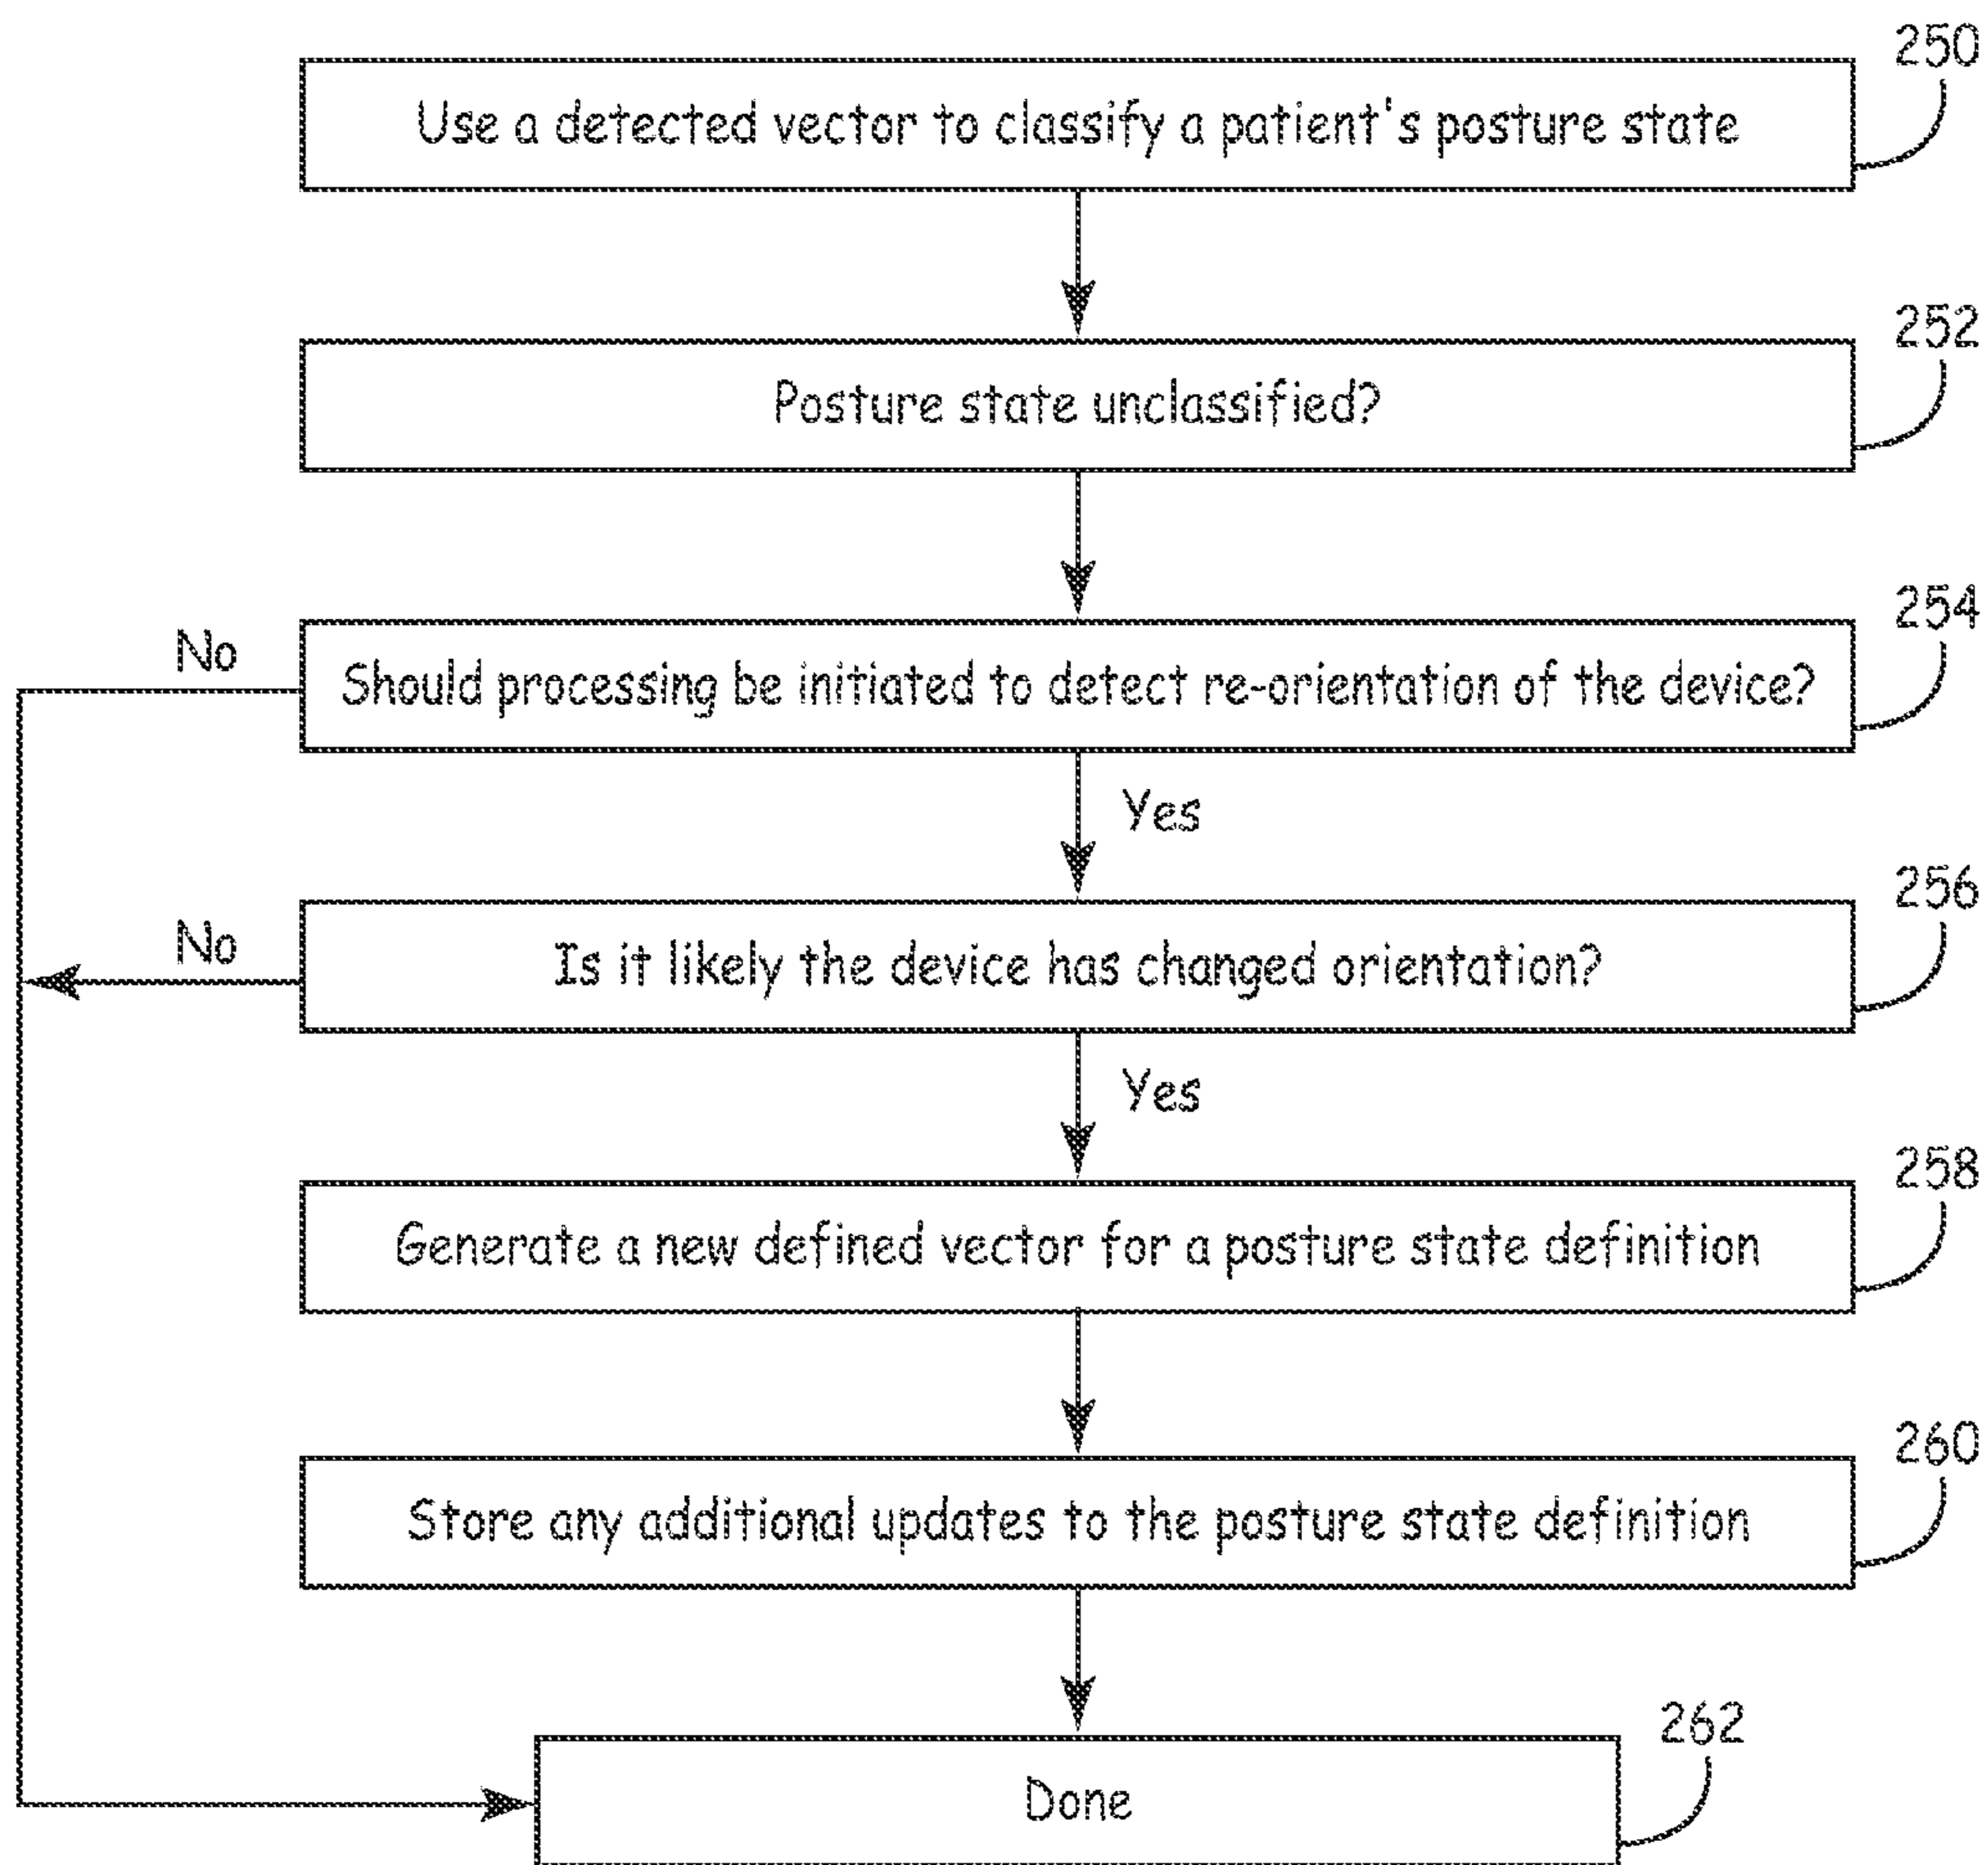 250
Use a detected vector to classify a patient's posture state
252
Posture state unclassified?
254
No
Should processing be initiated to detect re-orientation of the device?
Yes
256
No
Is it likely the device has changed orientation?
Yes
258
Generate a new defined vector for a posture state definition
260
Store any additional updates to the posture state definition
262
Done